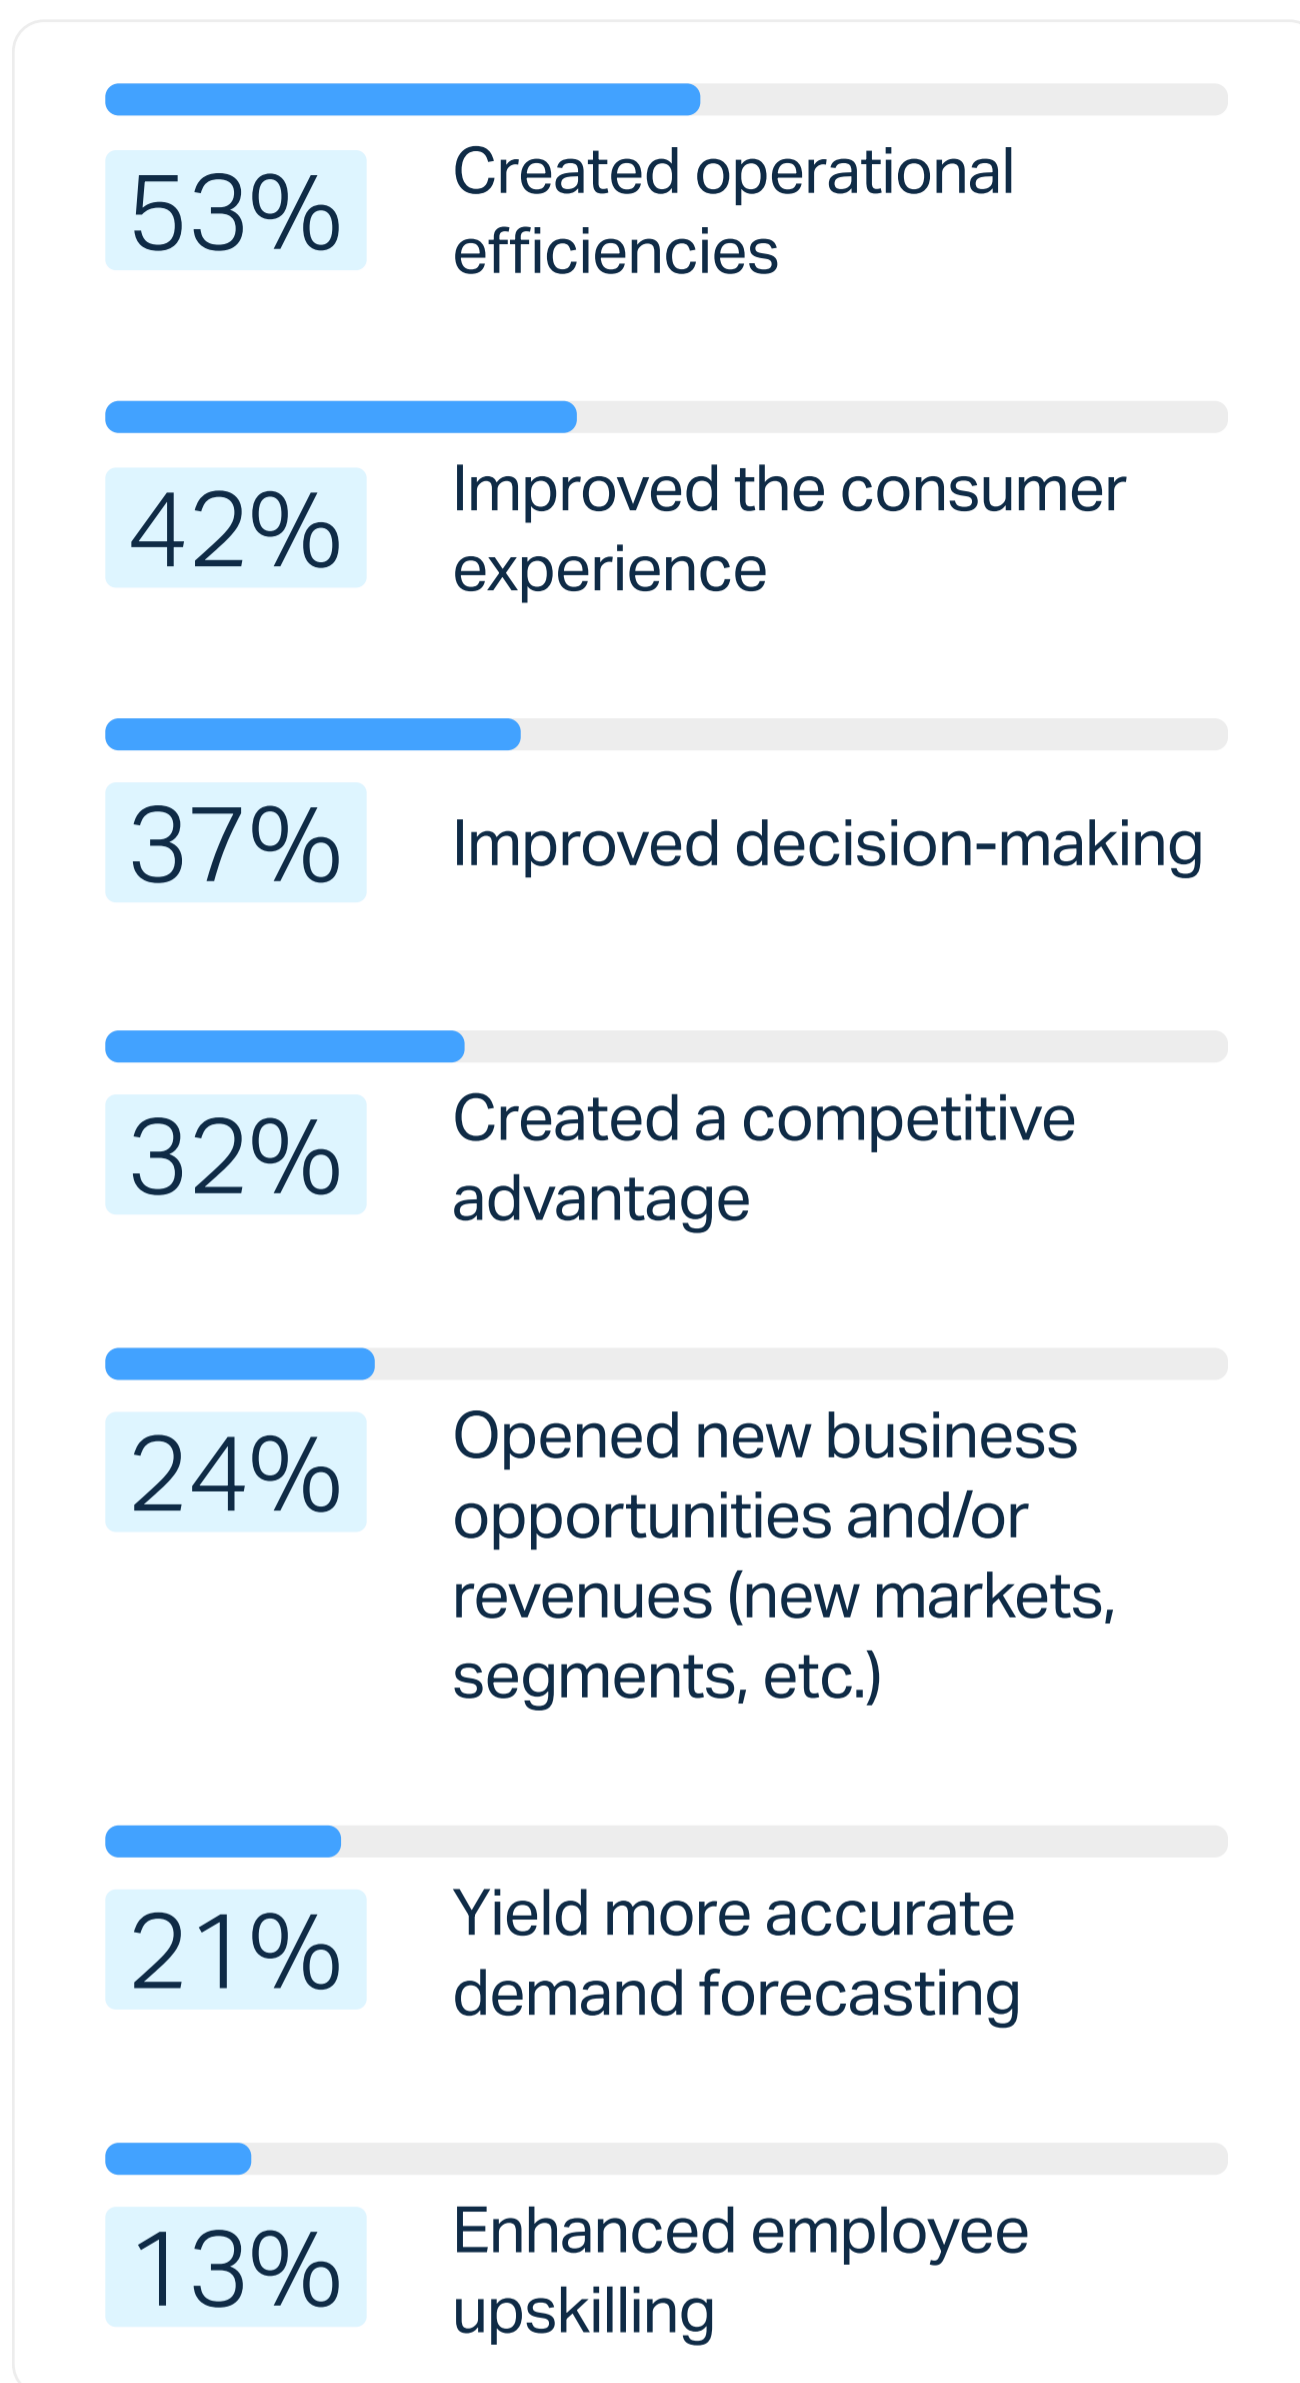 53%
Created operational
efficiencies
42%
Improved the consumer
experience
37%
Improved decision-making
32%
Created a competitive
advantage
24%
Opened new business
opportunities and/or
revenues (new markets,
segments, etc.)
21%
Yield more accurate
demand forecasting
13%
Enhanced employee
upskilling